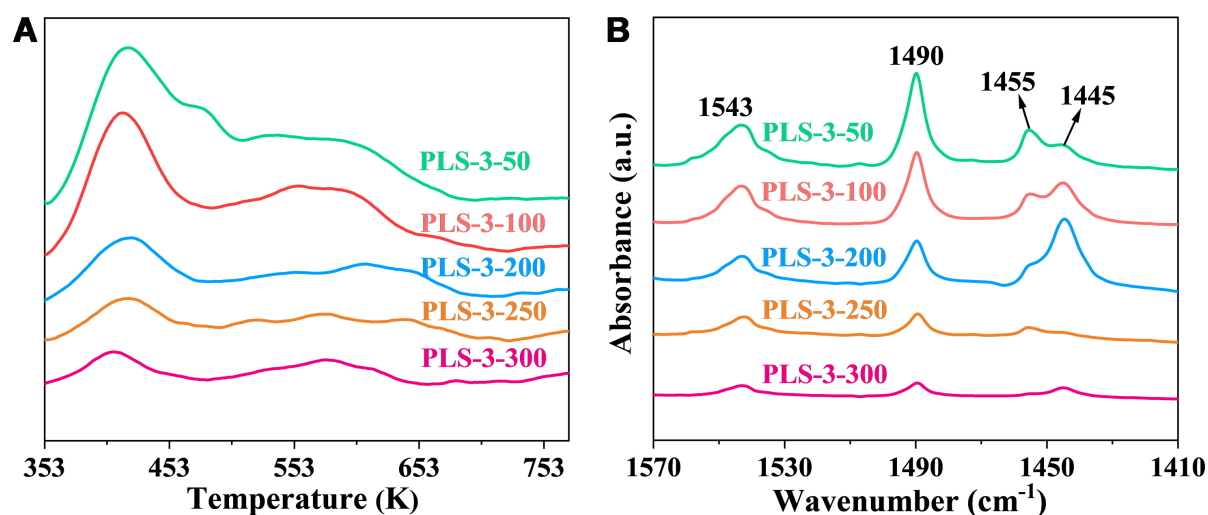 A
PLS-3-50
PLS-3-100
PLS-3-200
PLS-3-250
PLS-3-300
353
453
553
653
753
Temperature (K)
B
Absorbance (a.u.)
1543
1490
1455
1445
PLS-3-50
PLS-3-100
PLS-3-200
PLS-3-250
PLS-3-300
1570
1530
1490
1450
1410
Wavenumber (cm⁻¹)